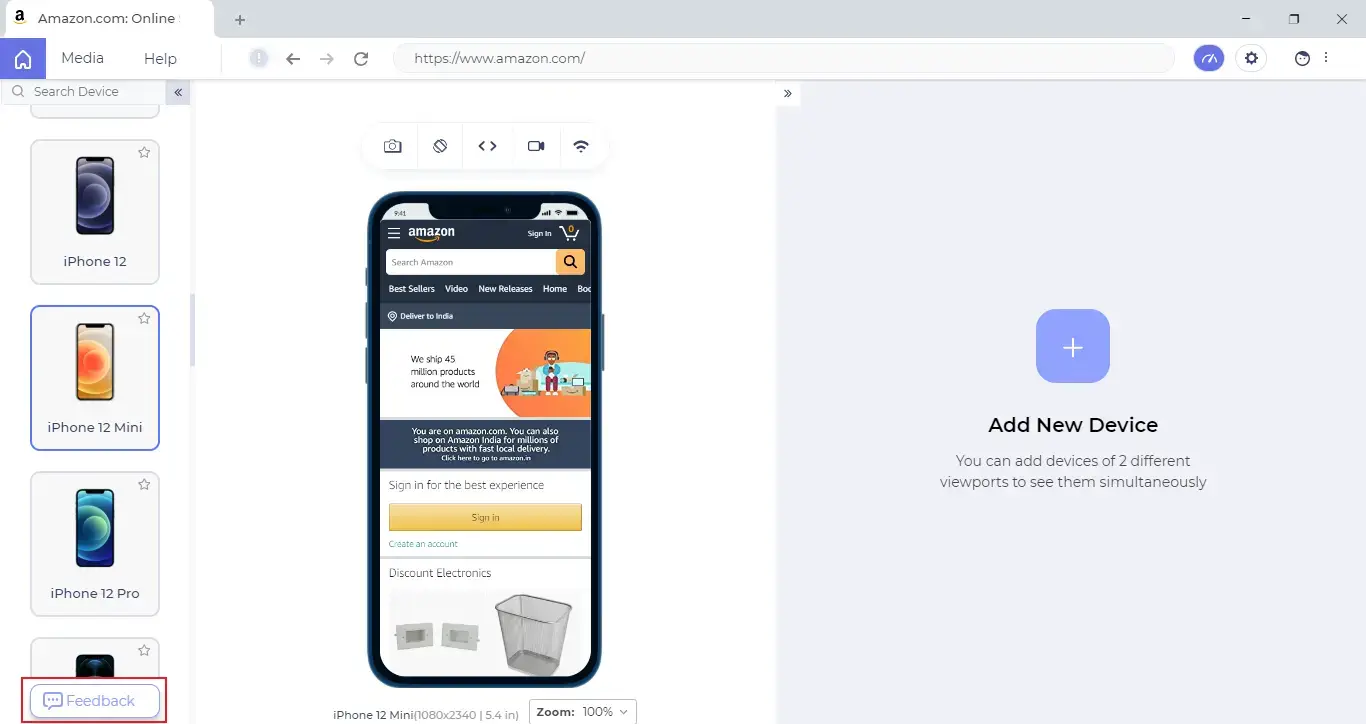 a Amazon.com: Online
Media
Help
https://www.amazon.com/
Search Device
iPhone 12
iPhone 12 Mini
iPhone 12 Pro
Feedback
9:41
amazon
Sign In
0
Search Amazon
Best Sellers Video New Releases Home Boo
Deliver to India
We ship 45
million products
around the world
You are on amazon.com. You can also
shop on Amazon India for millions of
products with fast local delivery.
Click here to go to amazon.in
Sign in for the best experience
Sign in
Create an account
Discount Electronics
iPhone 12 Mini(1080x2340 | 5.4 in)
Zoom: 100%
Add New Device
You can add devices of 2 different
viewports to see them simultaneously